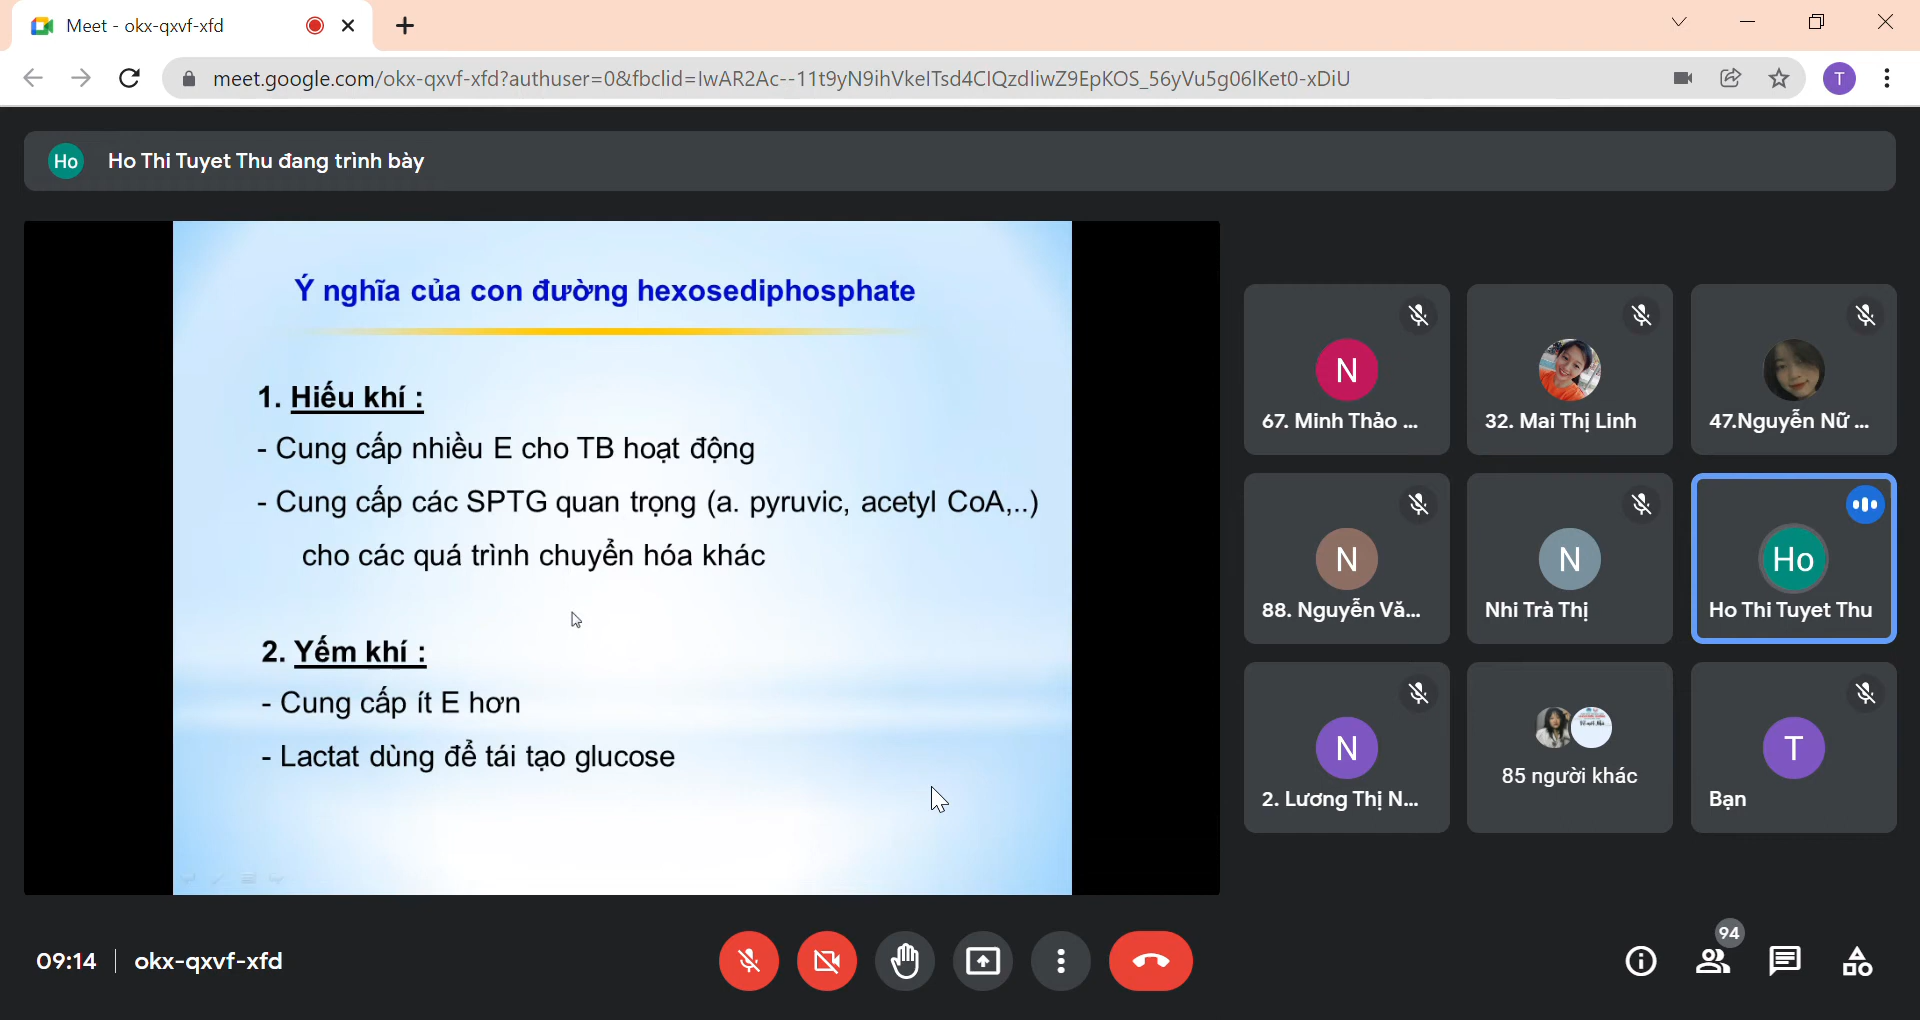 Meet - okx-qxvf-xfd
meet.google.com/okx-qxvf-xfd?authuser=0&fbclid=IwAR2Ac--11t9yN9ihVkeITsd4CIQzdIiwZ9EpKOS_56yVu5g06lKet0-xDiU
T
Ho Ho Thi Tuyet Thu đang trình bày
Ý nghĩa của con đường hexosediphosphate
1. Hiếu khí :
- Cung cấp nhiều E cho TB hoạt động
- Cung cấp các SPTG quan trọng (a. pyruvic, acetyl CoA,..)
cho các quá trình chuyển hóa khác
2. Yếm khí :
- Cung cấp ít E hơn
- Lactat dùng để tái tạo glucose
N
67. Minh Thảo ...
32. Mai Thị Linh
47.Nguyễn Nữ ...
N
88. Nguyễn Vă...
N
Nhi Trà Thị
Ho
Ho Thi Tuyet Thu
N
2. Lương Thị N...
85 người khác
T
Bạn
09:14 okx-qxvf-xfd
94